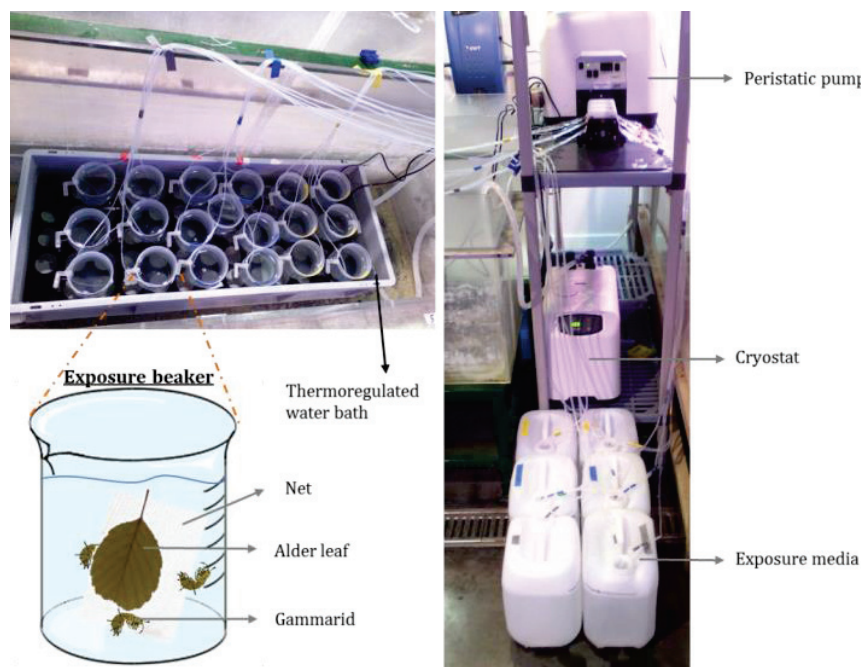 Peristatic pump
Cryostat
Exposure beaker
Thermoregulated
water bath
Net
Alder leaf
Gammarid
Exposure media